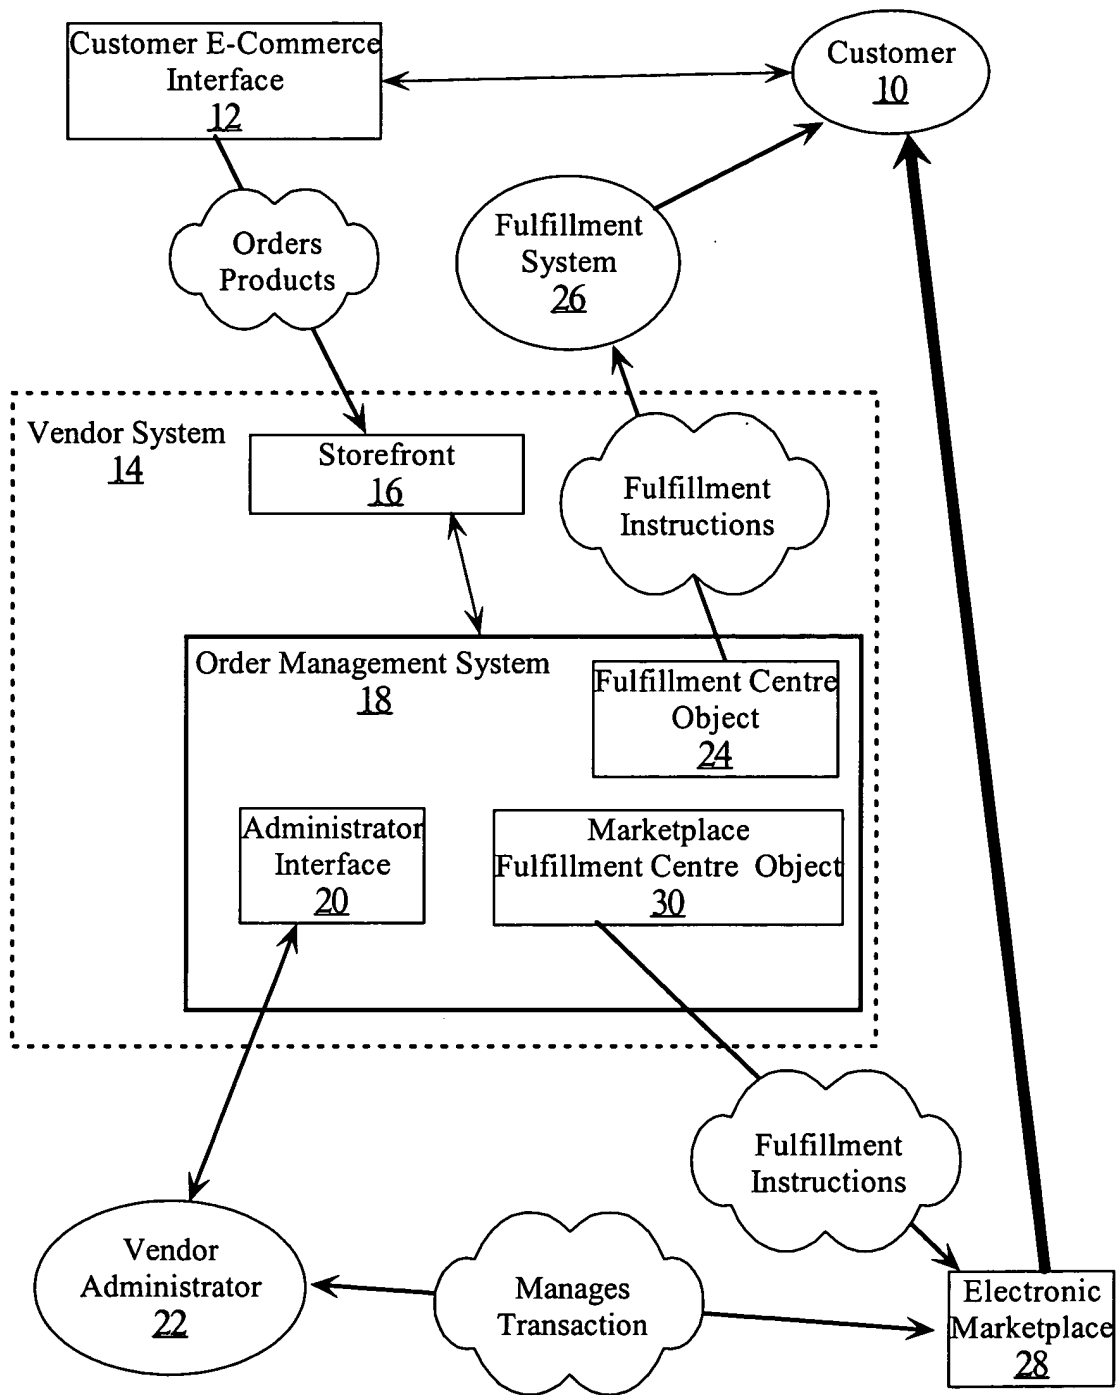 Customer E-Commerce
Interface
12
Customer
10
Orders
Products
Fulfillment
System
26
Vendor System
14
Storefront
16
Fulfillment
Instructions
Order Management System
18
Fulfillment Centre
Object
24
Administrator
Interface
20
Marketplace
Fulfillment Centre Object
30
Fulfillment
Instructions
Vendor
Administrator
22
Manages
Transaction
Electronic
Marketplace
28